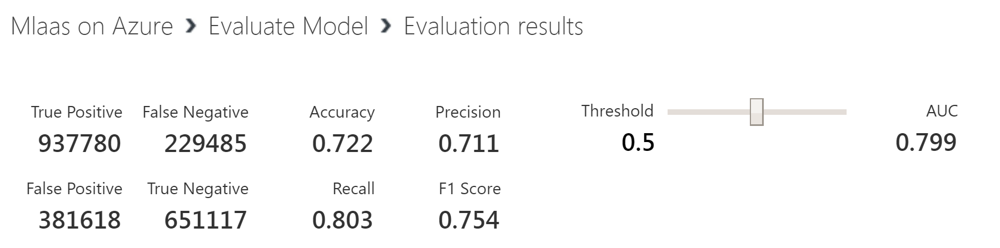 Mlaas on Azure › Evaluate Model › Evaluation results
True Positive False Negative Accuracy Precision Threshold AUC
937780 229485 0.722 0.711 0.5 0.799
False Positive True Negative Recall F1 Score
381618 651117 0.803 0.754